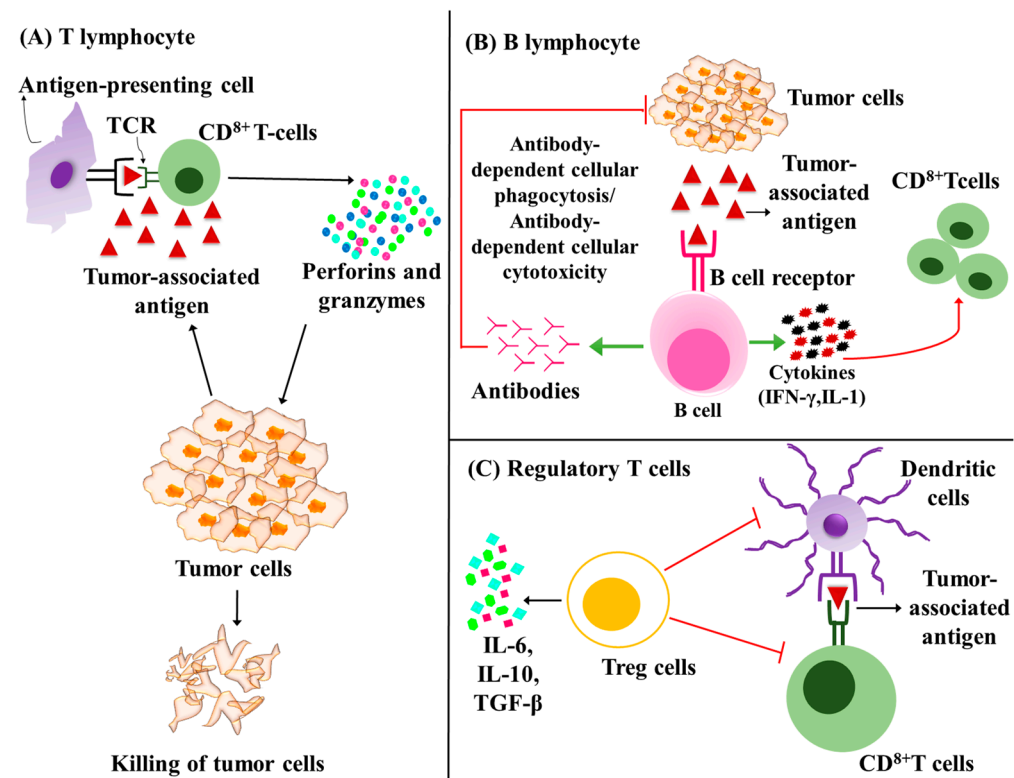 (A) T lymphocyte
Antigen-presenting cell
TCR
CD8+ T-cells
Tumor-associated
antigen
Perforins and
granzymes
Tumor cells
Killing of tumor cells
(B) B lymphocyte
Tumor cells
Antibody-
dependent cellular
phagocytosis/
Antibody-
dependent cellular
cytotoxicity
Tumor-
associated
antigen
CD8+Tcells
B cell receptor
Antibodies
B cell
Cytokines
(IFN-γ,IL-1)
(C) Regulatory T cells
Dendritic
cells
Tumor-
associated
antigen
IL-6,
IL-10,
TGF-β
Treg cells
CD8+T cells